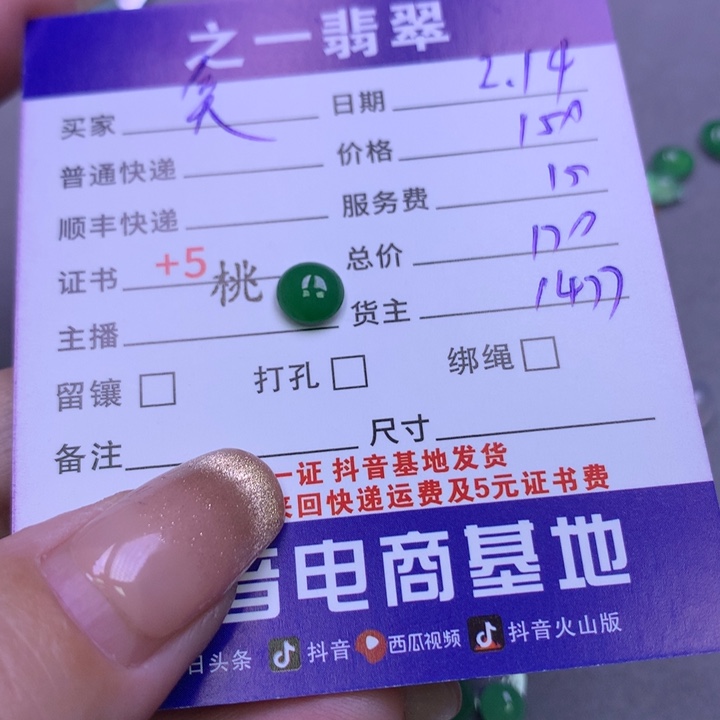 之一翡翠
买家 日期 2.14
普通快递 价格 150
顺丰快递 服务费 15
证书 +5 总价 170
主播 桃 货主 1477
留镶 打孔 绑绳
备注 尺寸
一证 抖音基地发货
来回快递运费及5元证书费
音电商基地
日头条 抖音 西瓜视频 抖音火山版